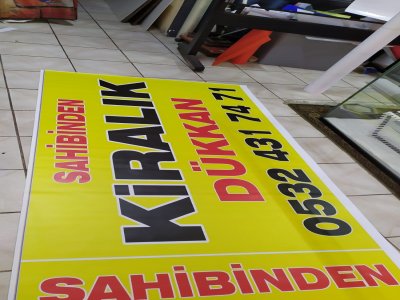 SAHİBİNDEN
KİRALIK
DÜKKAN
0532 431 74 71
SAHİBİNDEN